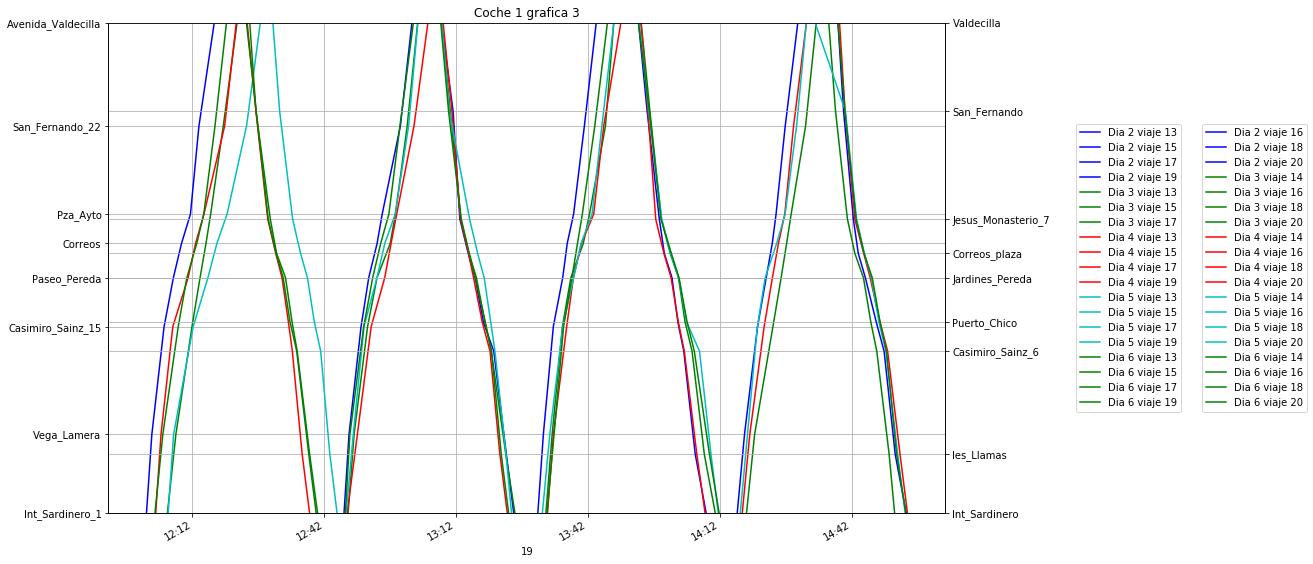 Coche 1 grafica 3
Avenida_Valdecilla
San_Fernando_22
Pza_Ayto
Correos
Paseo_Pereda
Casimiro_Sainz_15
Vega_Lamera
Int_Sardinero_1
Valdecilla
San_Fernando
Jesus_Monasterio_7
Correos_plaza
Jardines_Pereda
Puerto_Chico
Casimiro_Sainz_6
Ies_Llamas
Int_Sardinero
12:12
12:42
13:12
13:42
14:12
14:42
19
Dia 2 viaje 13
Dia 2 viaje 15
Dia 2 viaje 17
Dia 2 viaje 19
Dia 3 viaje 13
Dia 3 viaje 15
Dia 3 viaje 17
Dia 4 viaje 13
Dia 4 viaje 15
Dia 4 viaje 17
Dia 4 viaje 19
Dia 5 viaje 13
Dia 5 viaje 15
Dia 5 viaje 17
Dia 5 viaje 19
Dia 6 viaje 13
Dia 6 viaje 15
Dia 6 viaje 17
Dia 6 viaje 19
Dia 2 viaje 16
Dia 2 viaje 18
Dia 2 viaje 20
Dia 3 viaje 14
Dia 3 viaje 16
Dia 3 viaje 18
Dia 3 viaje 20
Dia 4 viaje 14
Dia 4 viaje 16
Dia 4 viaje 18
Dia 4 viaje 20
Dia 5 viaje 14
Dia 5 viaje 16
Dia 5 viaje 18
Dia 5 viaje 20
Dia 6 viaje 14
Dia 6 viaje 16
Dia 6 viaje 18
Dia 6 viaje 20